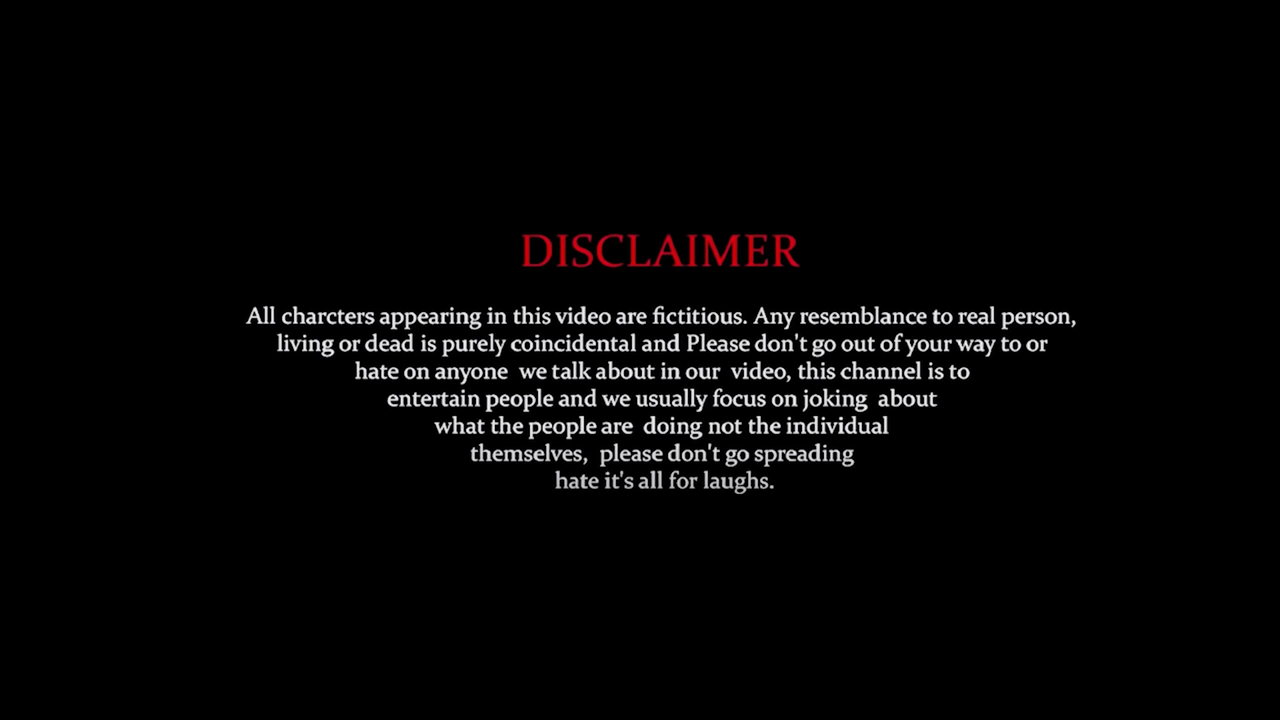 DISCLAIMER
All charcters appearing in this video are fictitious. Any resemblance to real person,
living or dead is purely coincidental and Please don't go out of your way to or
hate on anyone we talk about in our video, this channel is to
entertain people and we usually focus on joking about
what the people are doing not the individual
themselves, please don't go spreading
hate it's all for laughs.